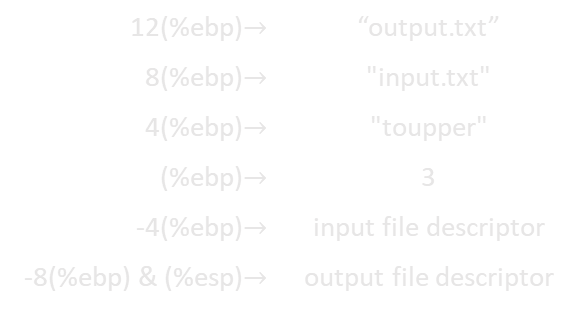 12(%ebp)→ “output.txt”
8(%ebp)→ "input.txt"
4(%ebp)→ "toupper"
(%ebp)→ 3
-4(%ebp)→ input file descriptor
-8(%ebp) & (%esp)→ output file descriptor